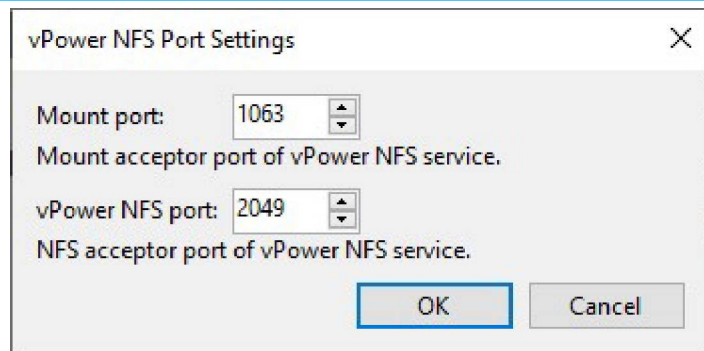 vPower NFS Port Settings
Mount port: 1063
Mount acceptor port of vPower NFS service.
vPower NFS port: 2049
NFS acceptor port of vPower NFS service.
OK Cancel